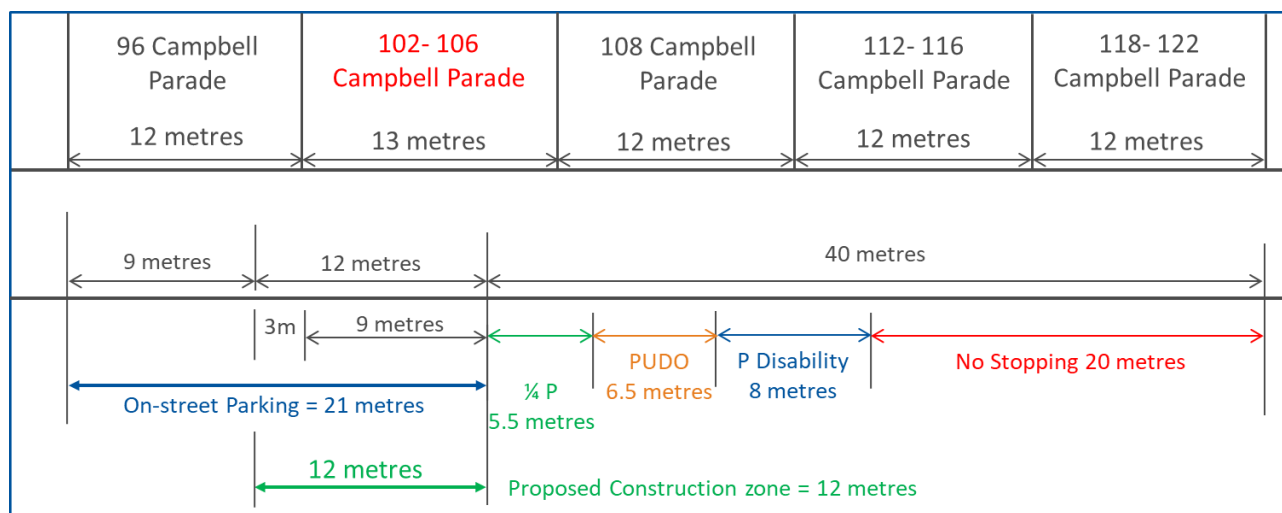 96 Campbell
Parade
12 metres
102- 106
Campbell Parade
13 metres
108 Campbell
Parade
12 metres
112- 116
Campbell Parade
12 metres
118- 122
Campbell Parade
12 metres
9 metres
12 metres
40 metres
3m
9 metres
On-street Parking = 21 metres
¼ P
5.5 metres
PUDO
6.5 metres
P Disability
8 metres
No Stopping 20 metres
12 metres
Proposed Construction zone = 12 metres